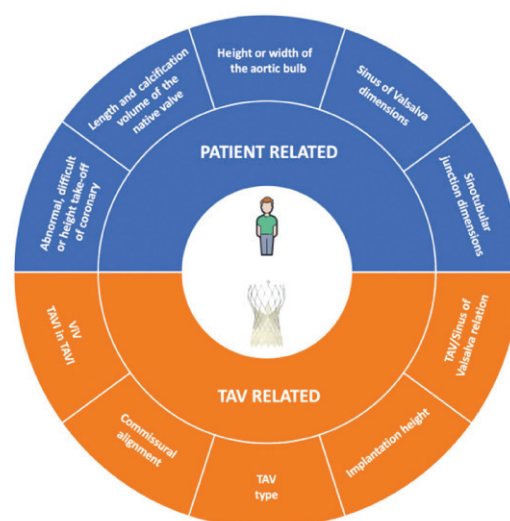 Height or width of
the aortic bulb
Length and calcification
volume of the
native valve
Sinus of Valsalva
dimensions
Abnormal, difficult
or height take-off
of coronary
PATIENT RELATED
Sinotubular
junction dimensions
ViV
TAVI in TAVI
TAV RELATED
TAV/Sinus of
Valsalva relation
Commissural
alignment
TAV
type
Implantation height